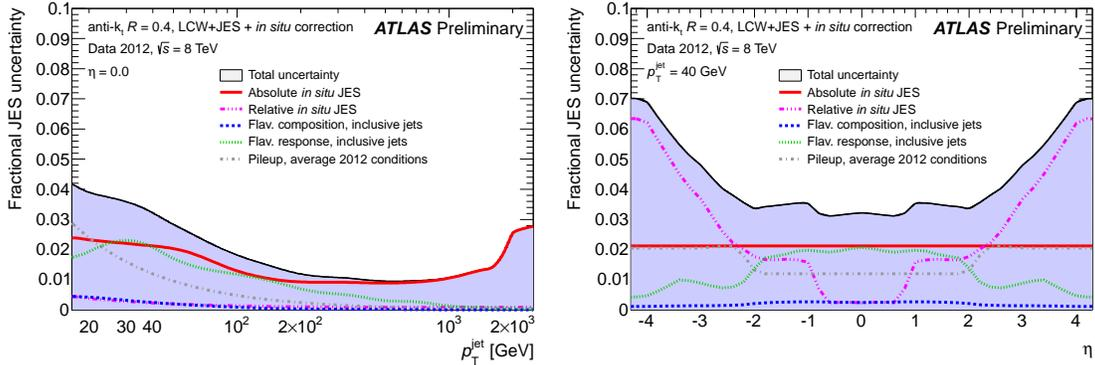 anti-kt R = 0.4, LCW+JES + in situ correction
ATLAS Preliminary
Data 2012, √s = 8 TeV
η = 0.0
Total uncertainty
Absolute in situ JES
Relative in situ JES
Flav. composition, inclusive jets
Flav. response, inclusive jets
Pileup, average 2012 conditions
Fractional JES uncertainty
0.1
0.09
0.08
0.07
0.06
0.05
0.04
0.03
0.02
0.01
0
20 30 40 10² 2×10² 10³ 2×10³
pT^jet [GeV]
anti-kt R = 0.4, LCW+JES + in situ correction
ATLAS Preliminary
Data 2012, √s = 8 TeV
pT^jet = 40 GeV
Total uncertainty
Absolute in situ JES
Relative in situ JES
Flav. composition, inclusive jets
Flav. response, inclusive jets
Pileup, average 2012 conditions
Fractional JES uncertainty
0.1
0.09
0.08
0.07
0.06
0.05
0.04
0.03
0.02
0.01
0
-4 -3 -2 -1 0 1 2 3 4
η